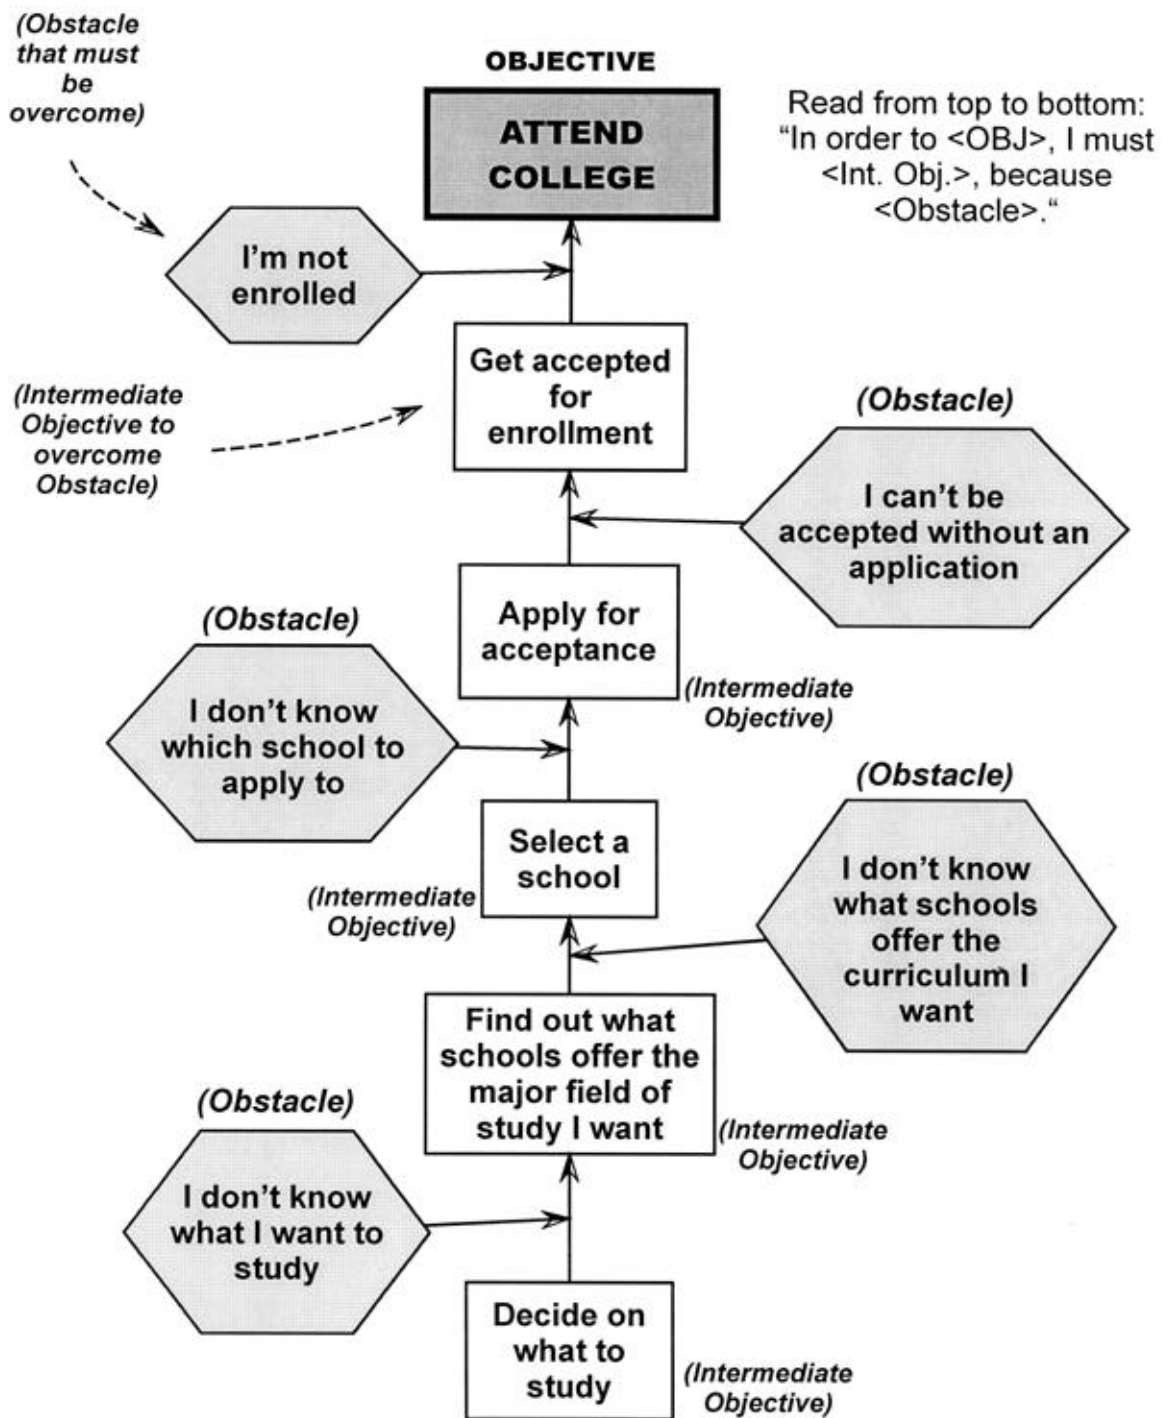 (Obstacle
that must
be
overcome)
OBJECTIVE
ATTEND
COLLEGE
Read from top to bottom:
“In order to <OBJ>, I must
<Int. Obj.>, because
<Obstacle>.“
I'm not
enrolled
Get accepted
for
enrollment
(Intermediate
Objective to
overcome
Obstacle)
(Obstacle)
I can't be
accepted without an
application
Apply for
acceptance
(Intermediate
Objective)
(Obstacle)
I don't know
which school to
apply to
Select a
school
(Intermediate
Objective)
(Obstacle)
I don't know
what schools
offer the
curriculum I
want
Find out what
schools offer the
major field of
study I want
(Intermediate
Objective)
(Obstacle)
I don't know
what I want to
study
Decide on
what to
study
(Intermediate
Objective)